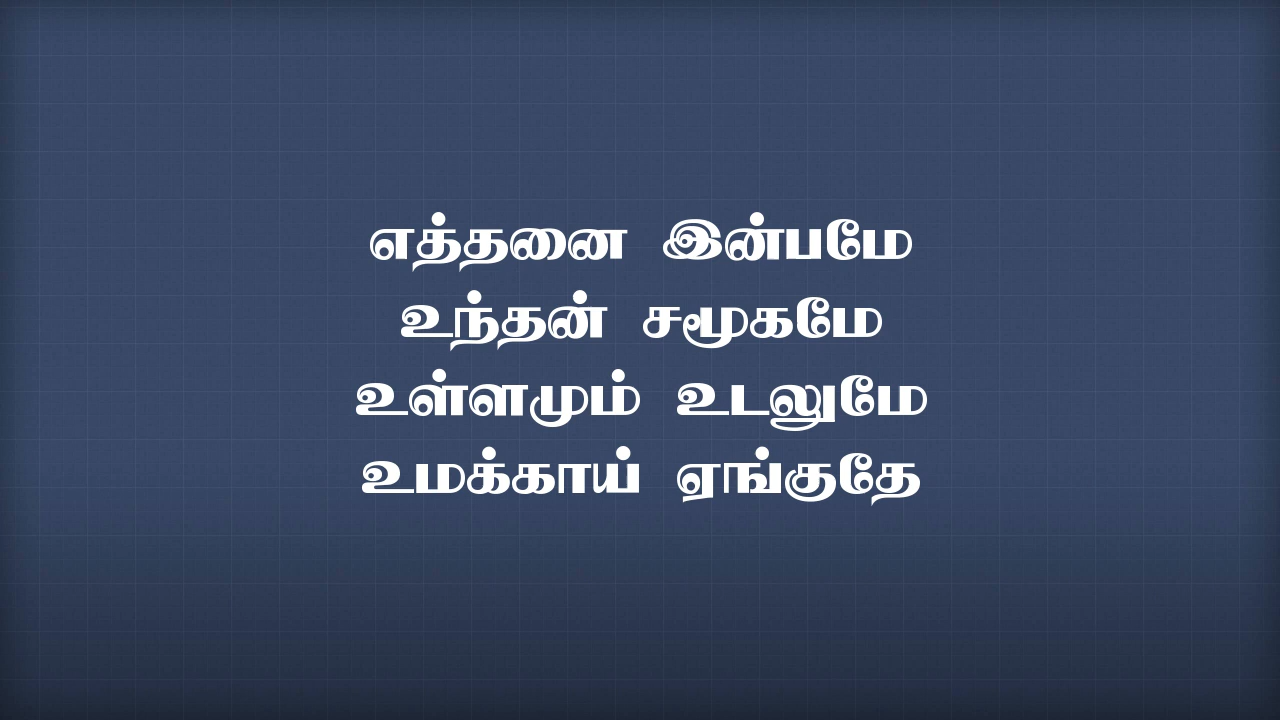 எத்தனை இன்பமே
உந்தன் சமூகமே
உள்ளமும் உடலுமே
உமக்காய் ஏங்குதே